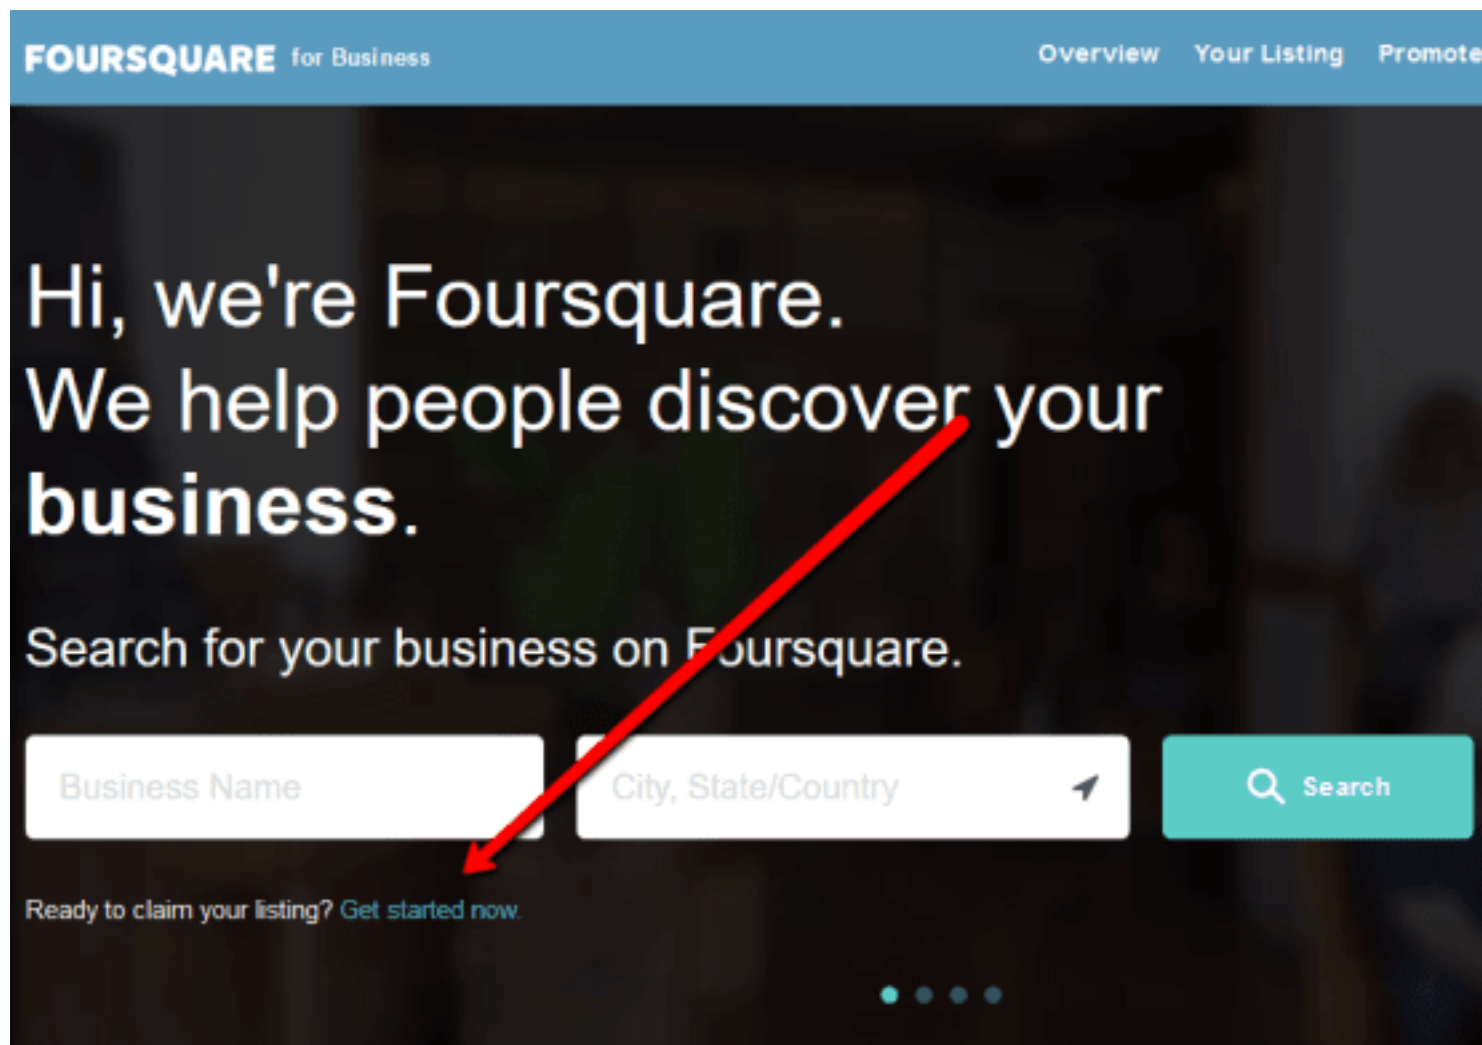 FOURSQUARE for Business
Overview Your Listing Promote
Hi, we're Foursquare.
We help people discover your
business.
Search for your business on Foursquare.
Business Name
City, State/Country
Search
Ready to claim your listing? Get started now.